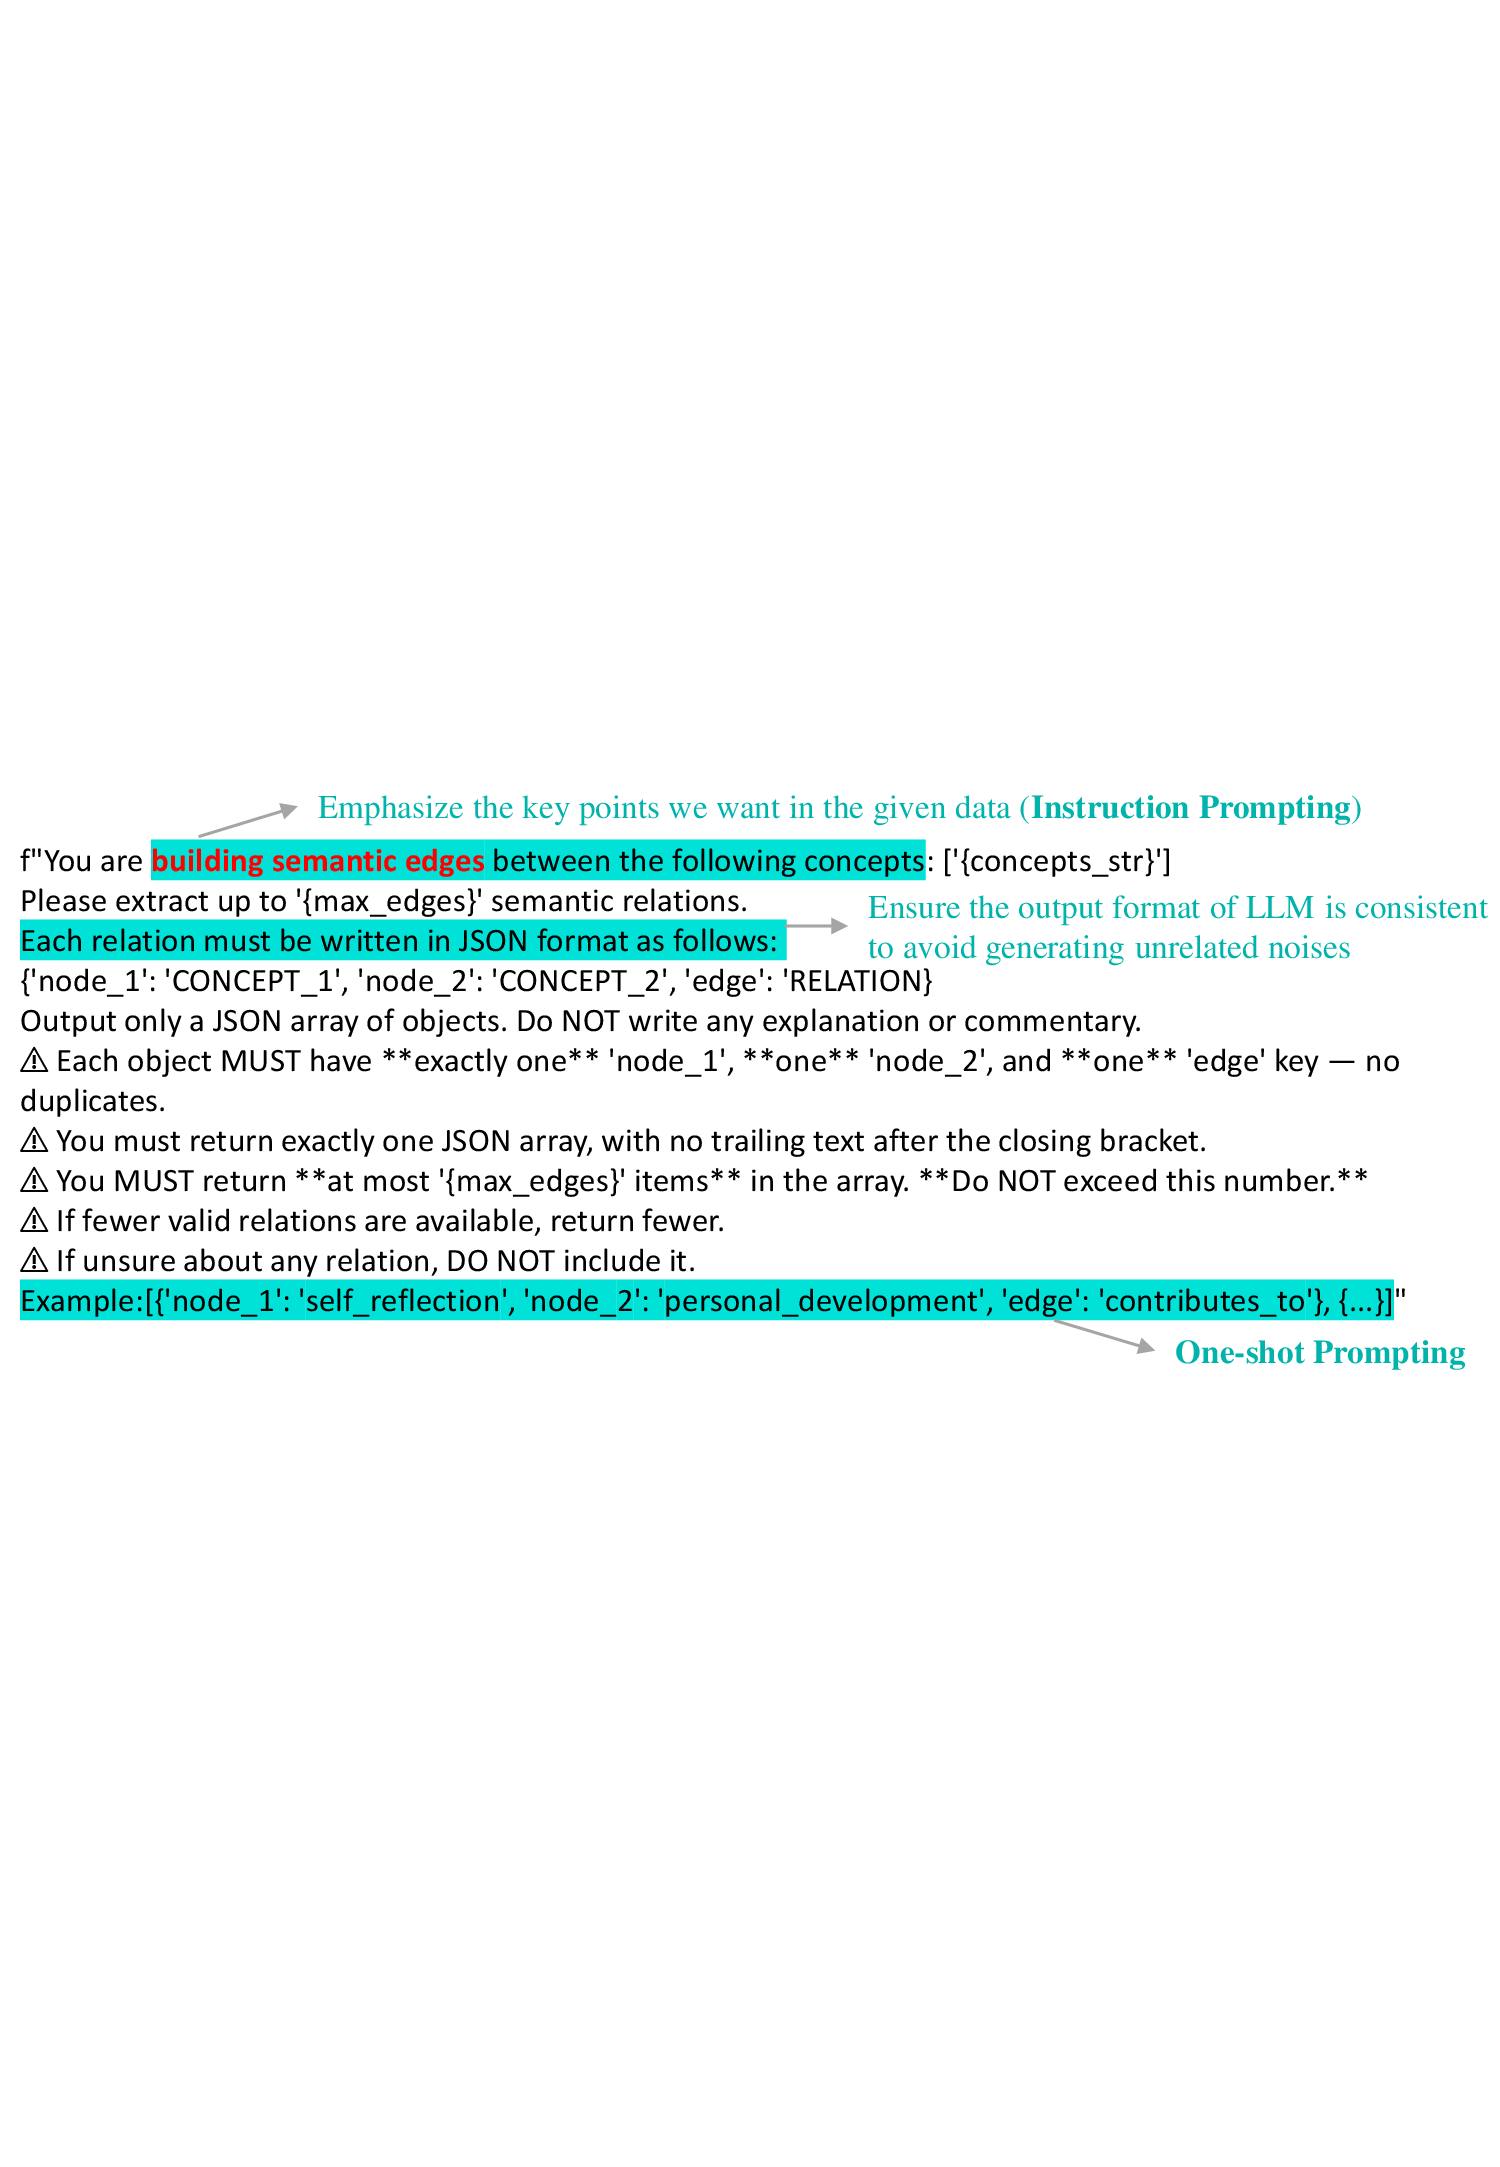 Emphasize the key points we want in the given data (Instruction Prompting)
f"You are building semantic edges between the following concepts: ['{concepts_str}']
Please extract up to '{max_edges}' semantic relations.
Ensure the output format of LLM is consistent
to avoid generating unrelated noises
Each relation must be written in JSON format as follows:
{'node_1': 'CONCEPT_1', 'node_2': 'CONCEPT_2', 'edge': 'RELATION}
Output only a JSON array of objects. Do NOT write any explanation or commentary.
⚠ Each object MUST have **exactly one** 'node_1', **one** 'node_2', and **one** 'edge' key — no
duplicates.
⚠ You must return exactly one JSON array, with no trailing text after the closing bracket.
⚠ You MUST return **at most '{max_edges}' items** in the array. **Do NOT exceed this number.**
⚠ If fewer valid relations are available, return fewer.
⚠ If unsure about any relation, DO NOT include it.
Example:[{'node_1': 'self_reflection', 'node_2': 'personal_development', 'edge': 'contributes_to'}, {...}]"
One-shot Prompting